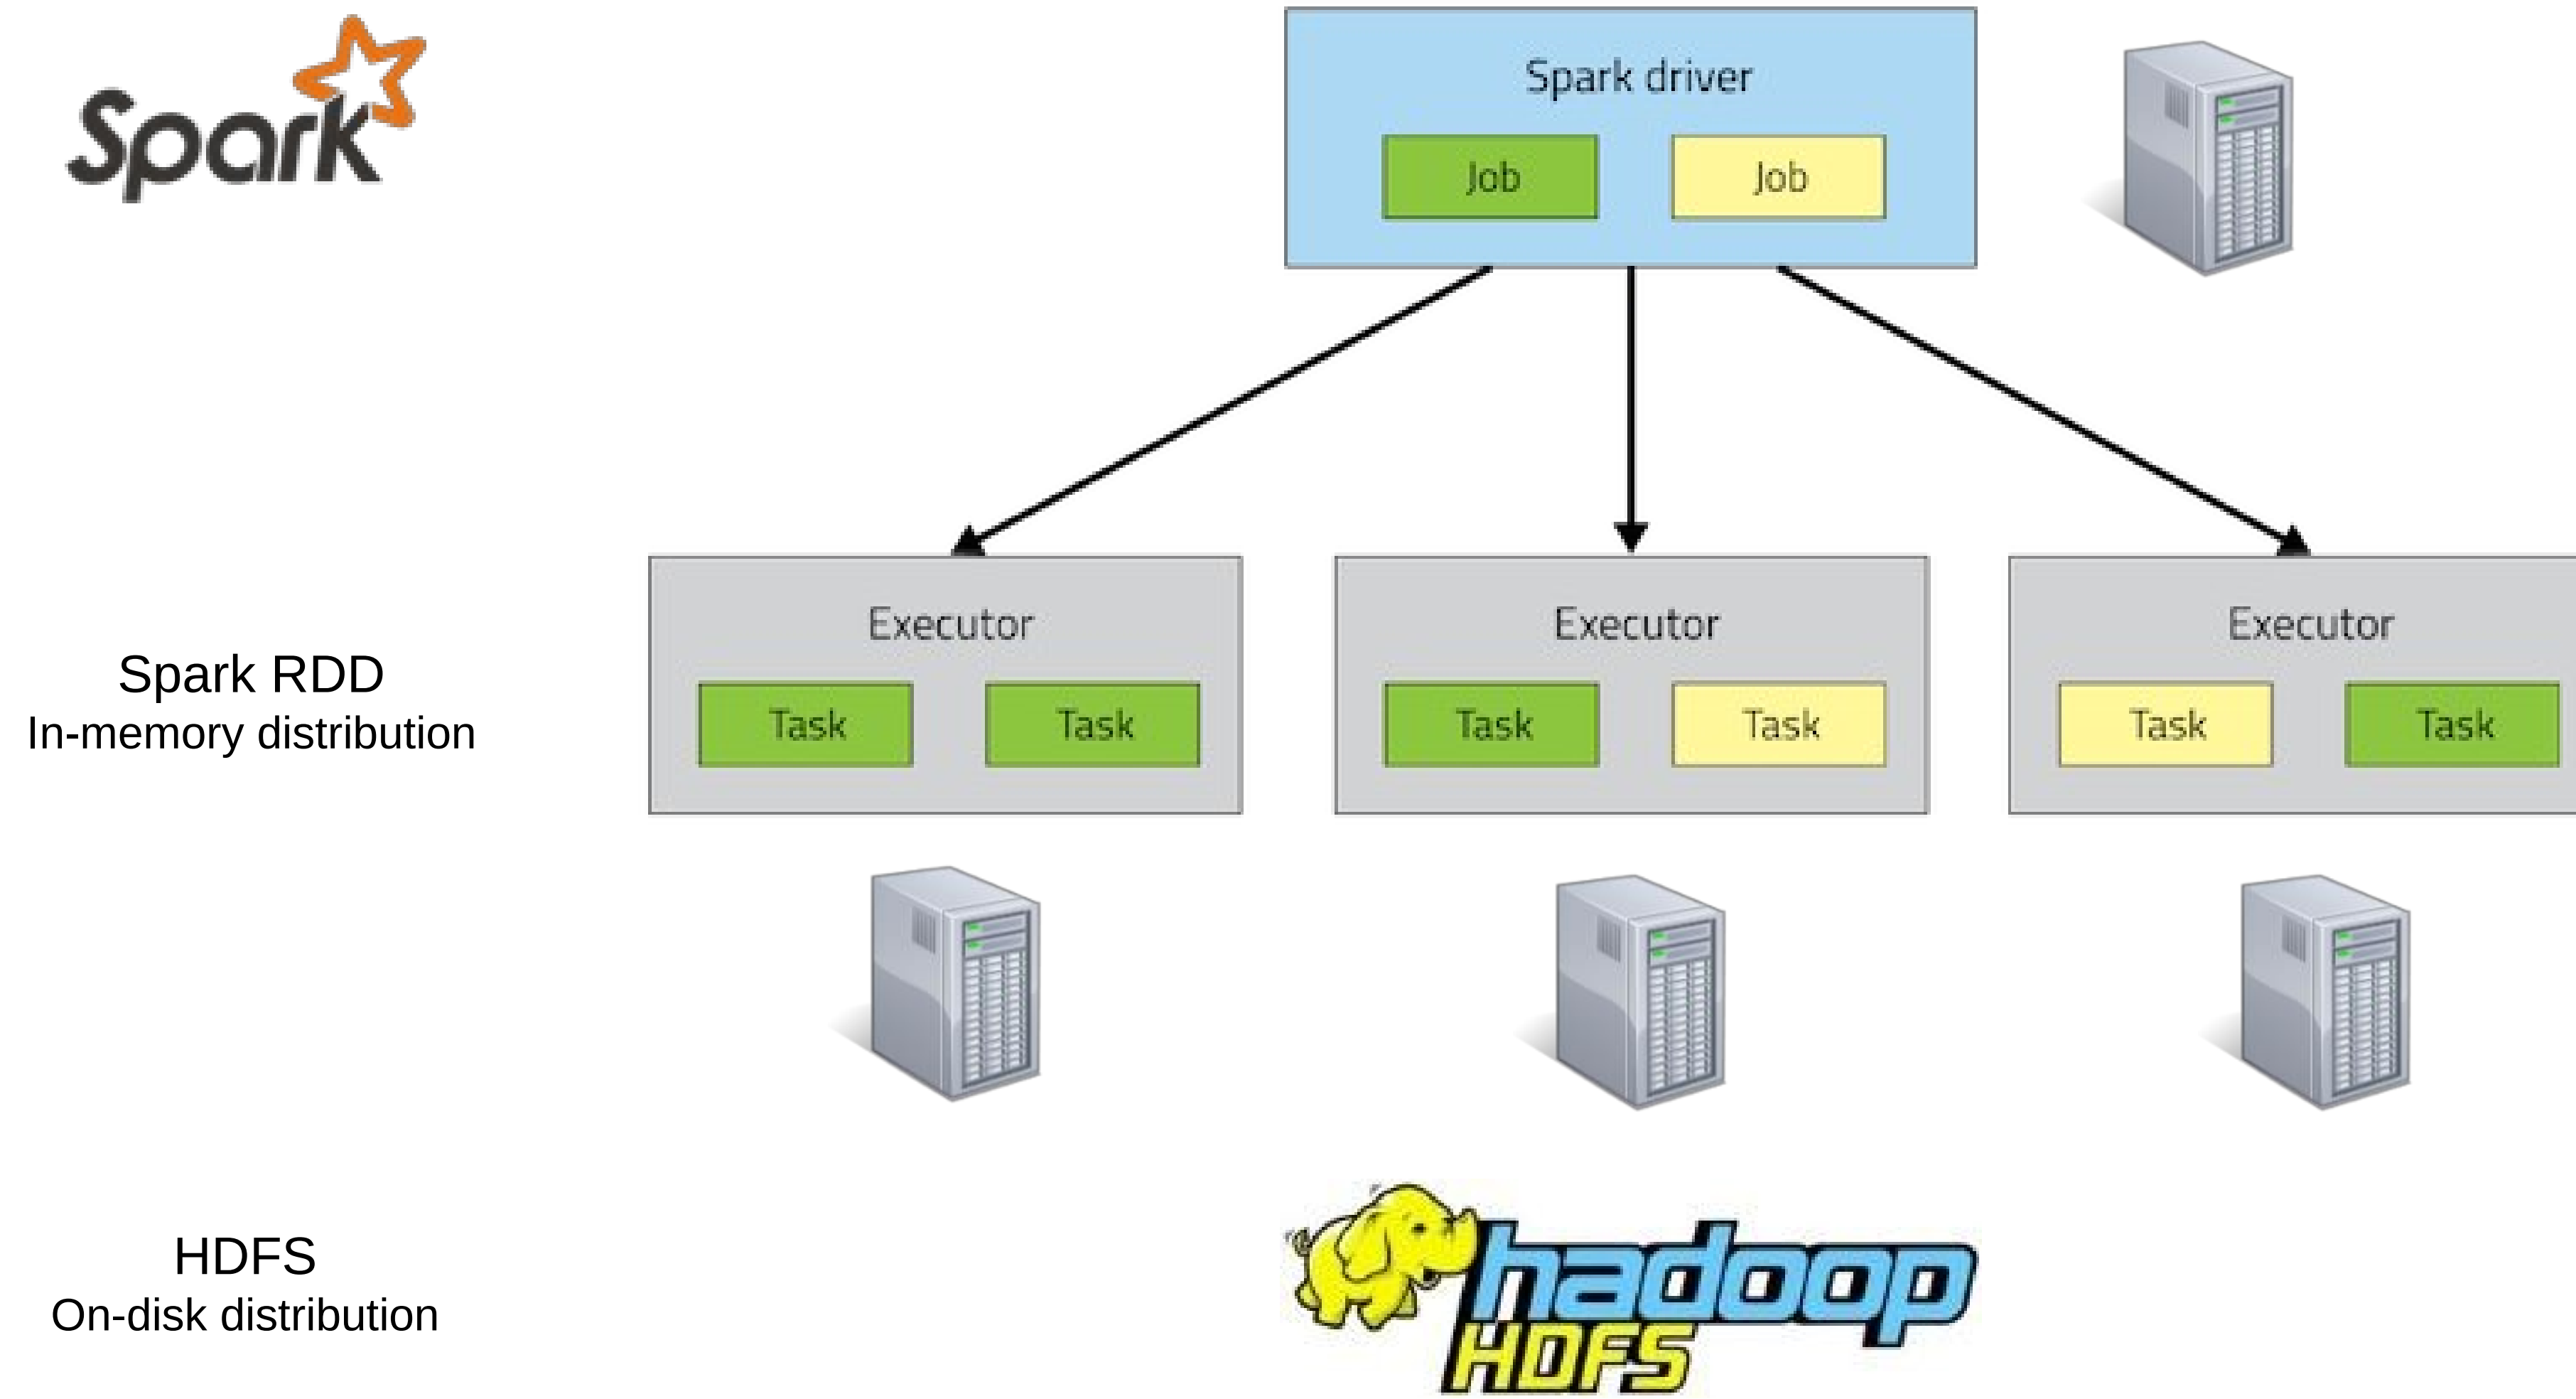 Spark
Spark driver
Job
Job
Executor
Executor
Executor
Spark RDD
In-memory distribution
Task
Task
Task
Task
Task
Task
HDFS
On-disk distribution
hadoop
HDFS